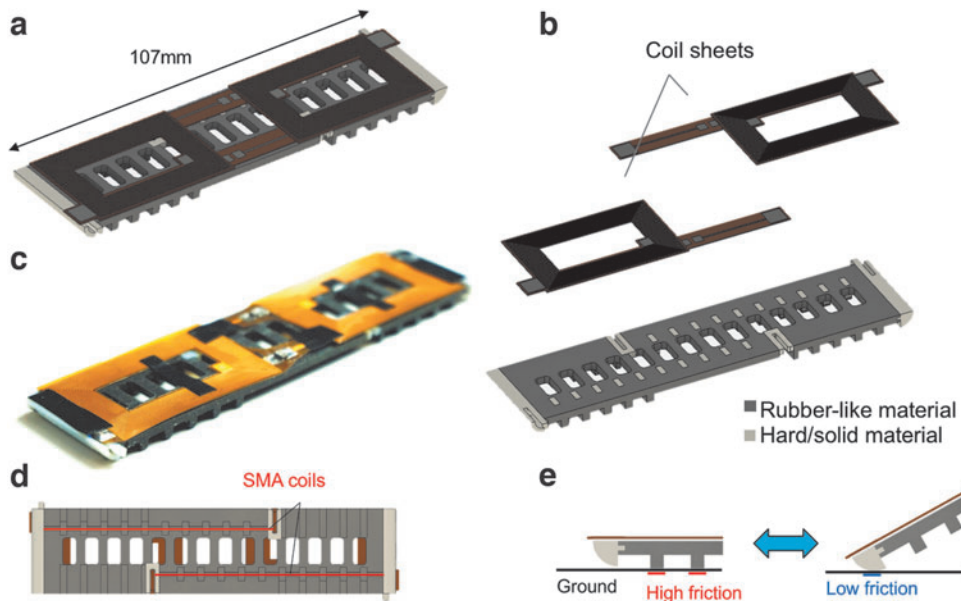 a
107mm
b
Coil sheets
c
Rubber-like material
Hard/solid material
d
SMA coils
e
Ground
High friction
Low friction